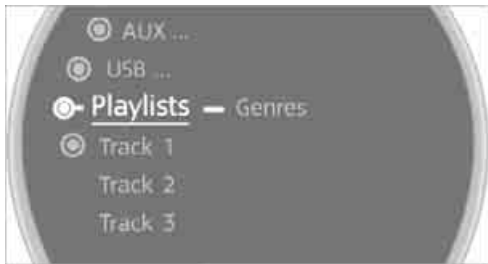 AUX ...
USB ...
Playlists — Genres
Track 1
Track 2
Track 3